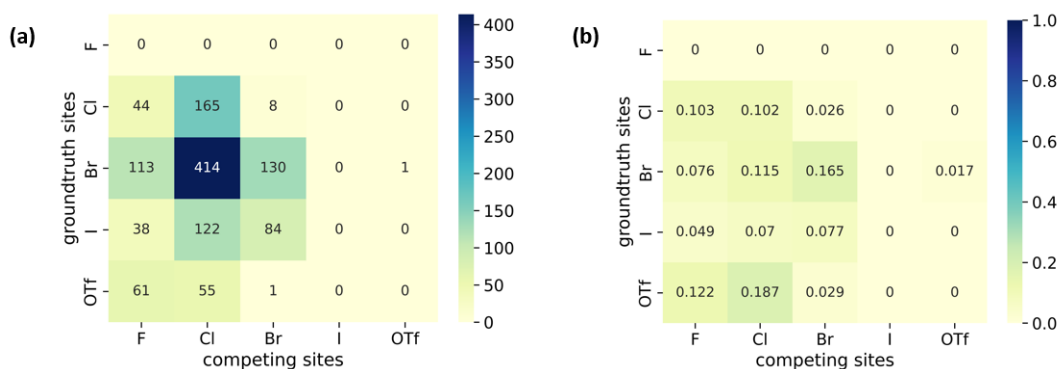 (a)
groundtruth sites
F 0 0 0 0 0
Cl 44 165 8 0 0
Br 113 414 130 0 1
I 38 122 84 0 0
OTf 61 55 1 0 0
F Cl Br I OTf
competing sites
400
350
300
250
200
150
100
50
0
(b)
groundtruth sites
F 0 0 0 0 0
Cl 0.103 0.102 0.026 0 0
Br 0.076 0.115 0.165 0 0.017
I 0.049 0.07 0.077 0 0
OTf 0.122 0.187 0.029 0 0
F Cl Br I OTf
competing sites
1.0
0.8
0.6
0.4
0.2
0.0